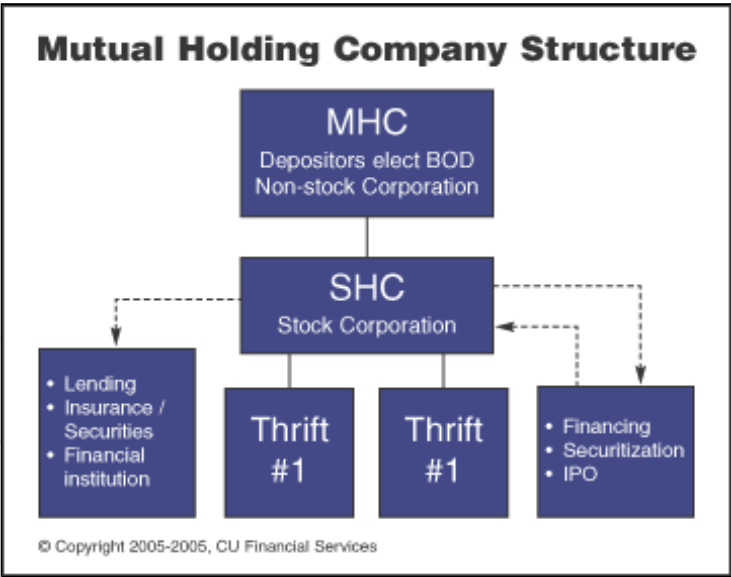 Mutual Holding Company Structure
MHC
Depositors elect BOD
Non-stock Corporation
SHC
Stock Corporation
• Lending
• Insurance /
Securities
• Financial
institution
Thrift
#1
Thrift
#1
• Financing
• Securitization
• IPO
© Copyright 2005-2005, CU Financial Services